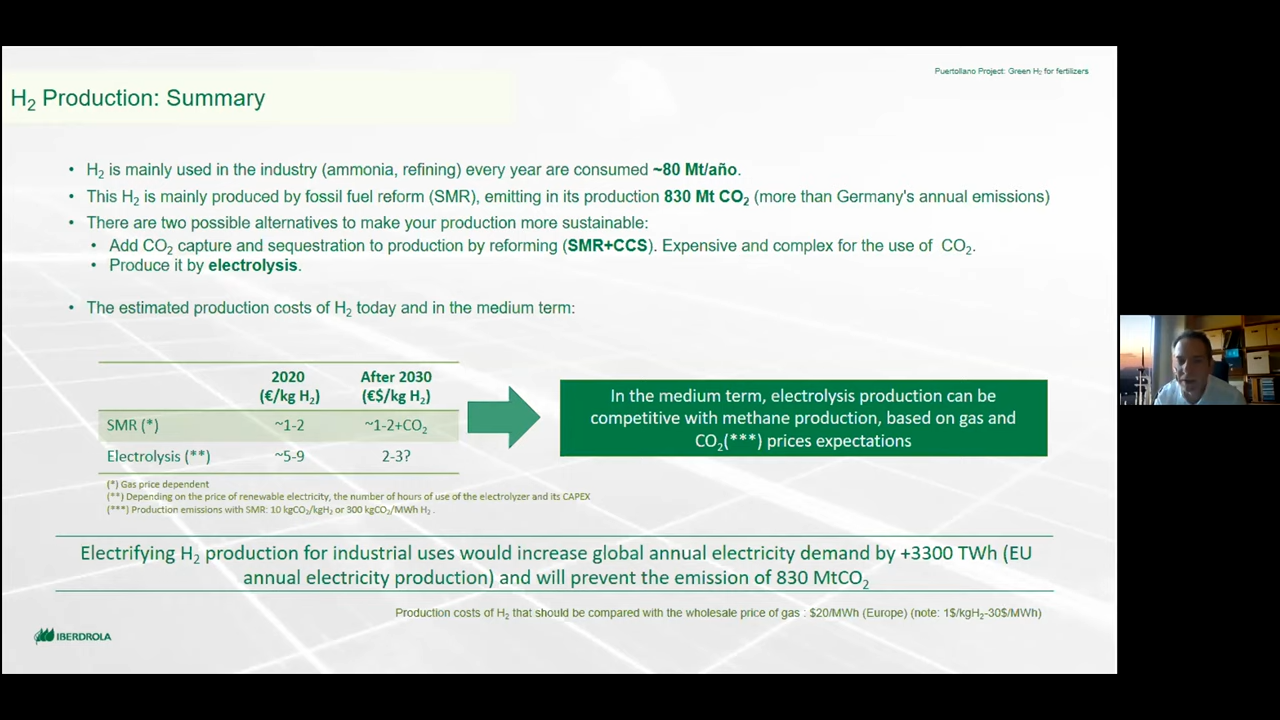 Puertollano Project: Green H₂ for fertilizers
H₂ Production: Summary
• H₂ is mainly used in the industry (ammonia, refining) every year are consumed ~80 Mt/año.
• This H₂ is mainly produced by fossil fuel reform (SMR), emitting in its production 830 Mt CO₂ (more than Germany's annual emissions)
• There are two possible alternatives to make your production more sustainable:
• Add CO₂ capture and sequestration to production by reforming (SMR+CCS). Expensive and complex for the use of CO₂.
• Produce it by electrolysis.
• The estimated production costs of H₂ today and in the medium term:
2020 After 2030
(€/kg H₂) (€$/kg H₂)
SMR (*) ~1-2 ~1-2+CO₂
Electrolysis (**) ~5-9 2-3?
In the medium term, electrolysis production can be
competitive with methane production, based on gas and
CO₂(***) prices expectations
(*) Gas price dependent
(**) Depending on the price of renewable electricity, the number of hours of use of the electrolyzer and its CAPEX
(***) Production emissions with SMR: 10 kgCO₂/kgH₂ or 300 kgCO₂/MWh H₂ .
Electrifying H₂ production for industrial uses would increase global annual electricity demand by +3300 TWh (EU
annual electricity production) and will prevent the emission of 830 MtCO₂
Production costs of H₂ that should be compared with the wholesale price of gas : $20/MWh (Europe) (note: 1$/kgH₂-30$/MWh)
IBERDROLA